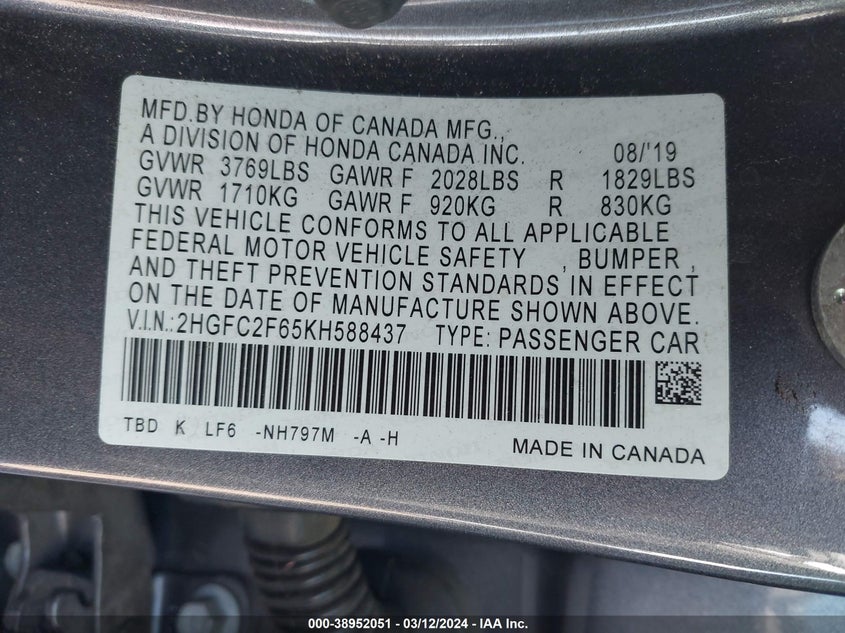 MFD.BY HONDA OF CANADA MFG.,
A DIVISION OF HONDA CANADA INC. 08/'19
GVWR 3769LBS GAWR F 2028LBS R 1829LBS
GVWR 1710KG GAWR F 920KG R 830KG
THIS VEHICLE CONFORMS TO ALL APPLICABLE
FEDERAL MOTOR VEHICLE SAFETY , BUMPER ,
AND THEFT PREVENTION STANDARDS IN EFFECT
ON THE DATE OF MANUFACTURE SHOWN ABOVE.
V.I.N.:2HGFC2F65KH588437 TYPE: PASSENGER CAR
TBD K LF6 -NH797M -A -H MADE IN CANADA
000-38952051 - 03/12/2024 - IAA Inc.